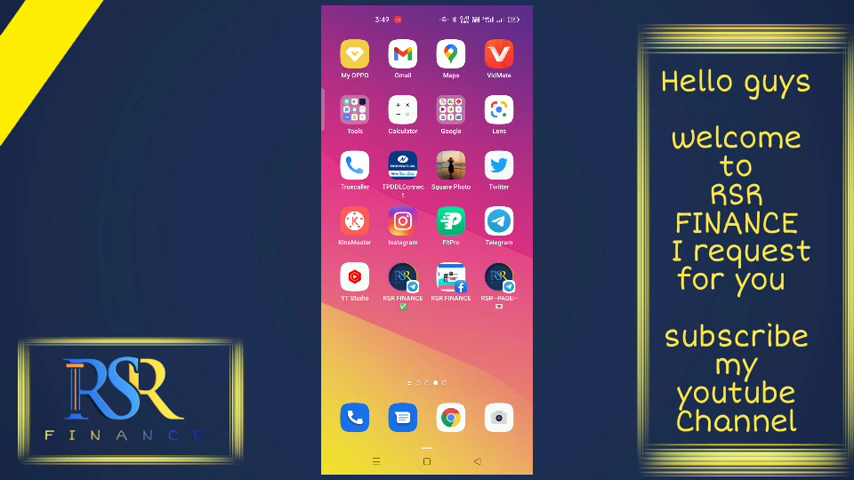 3:49
My OPPO
Gmail
Maps
VidMate
Tools
Calculator
Google
Lens
Truecaller
TPDDLConnec
t
Square Photo
Twitter
KineMaster
Instagram
FitPro
Telegram
YT Studio
RSR FINANCE
RSR FINANCE
RSR--PAGE--
Hello guys
welcome
to
RSR
FINANCE
I request
for you
subscribe
my
youtube
Channel
RSR
FINANCE